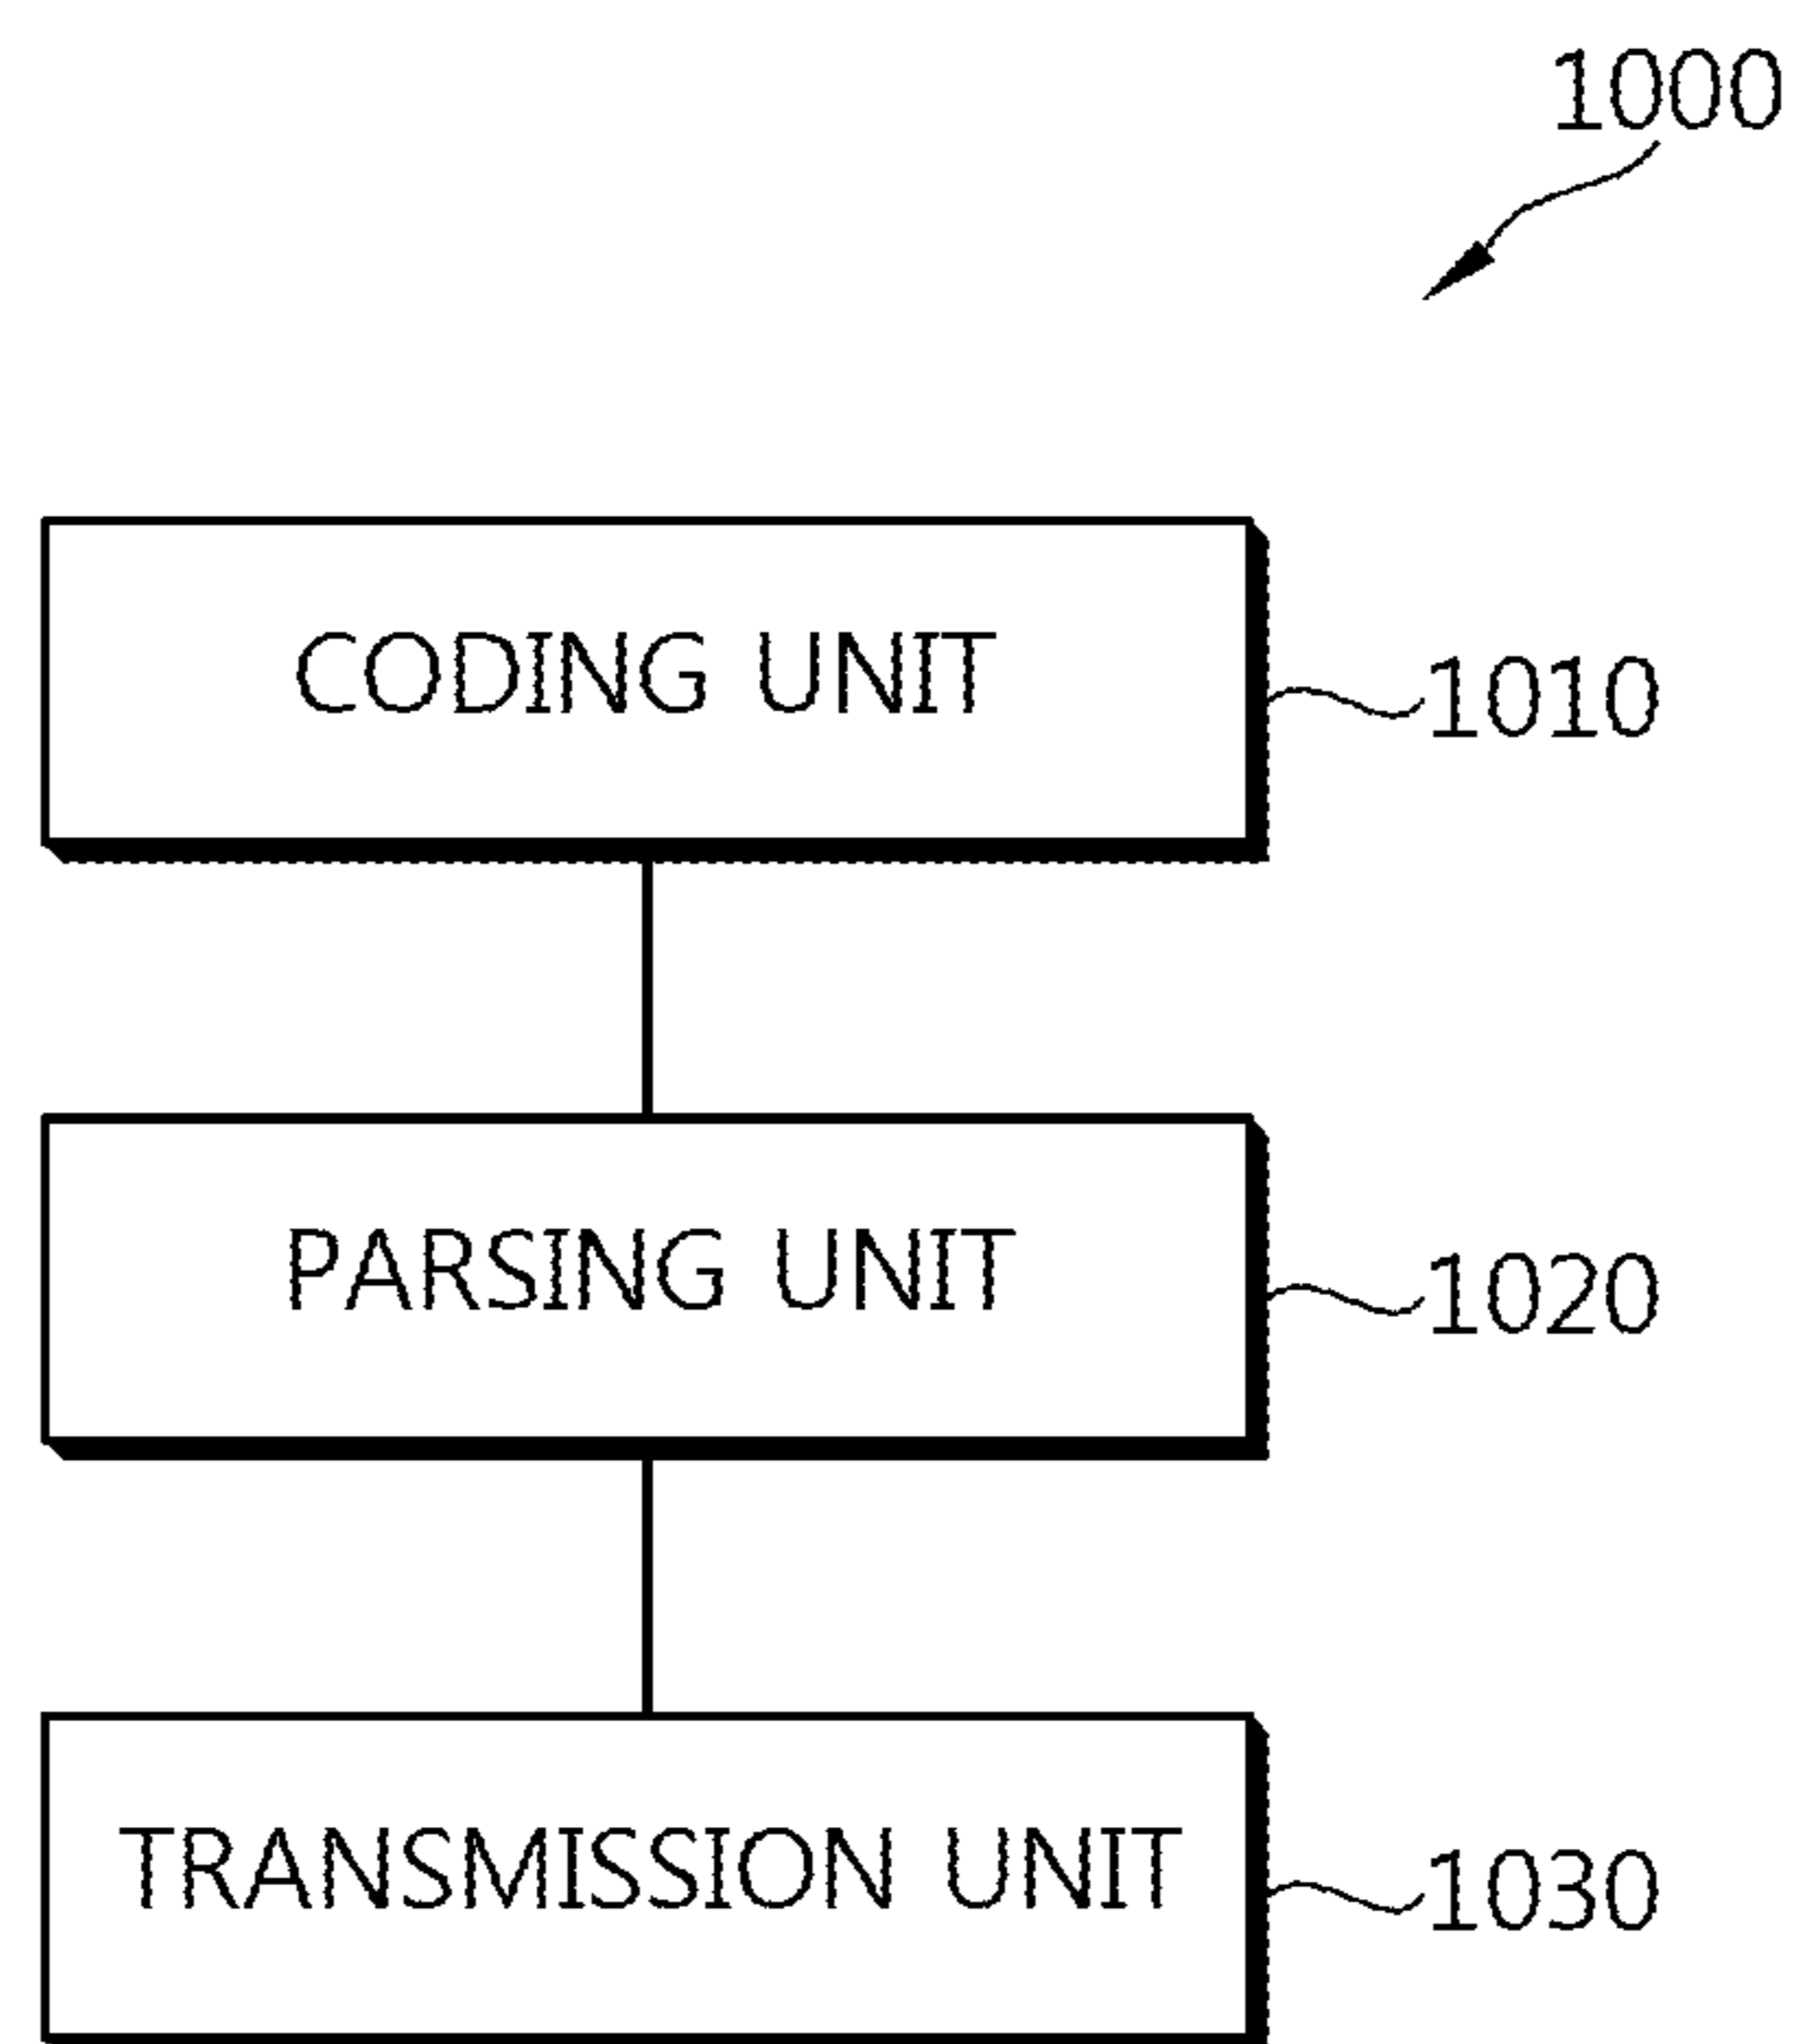 1000
CODING UNIT
1010
PARSING UNIT
1020
TRANSMISSION UNIT
1030